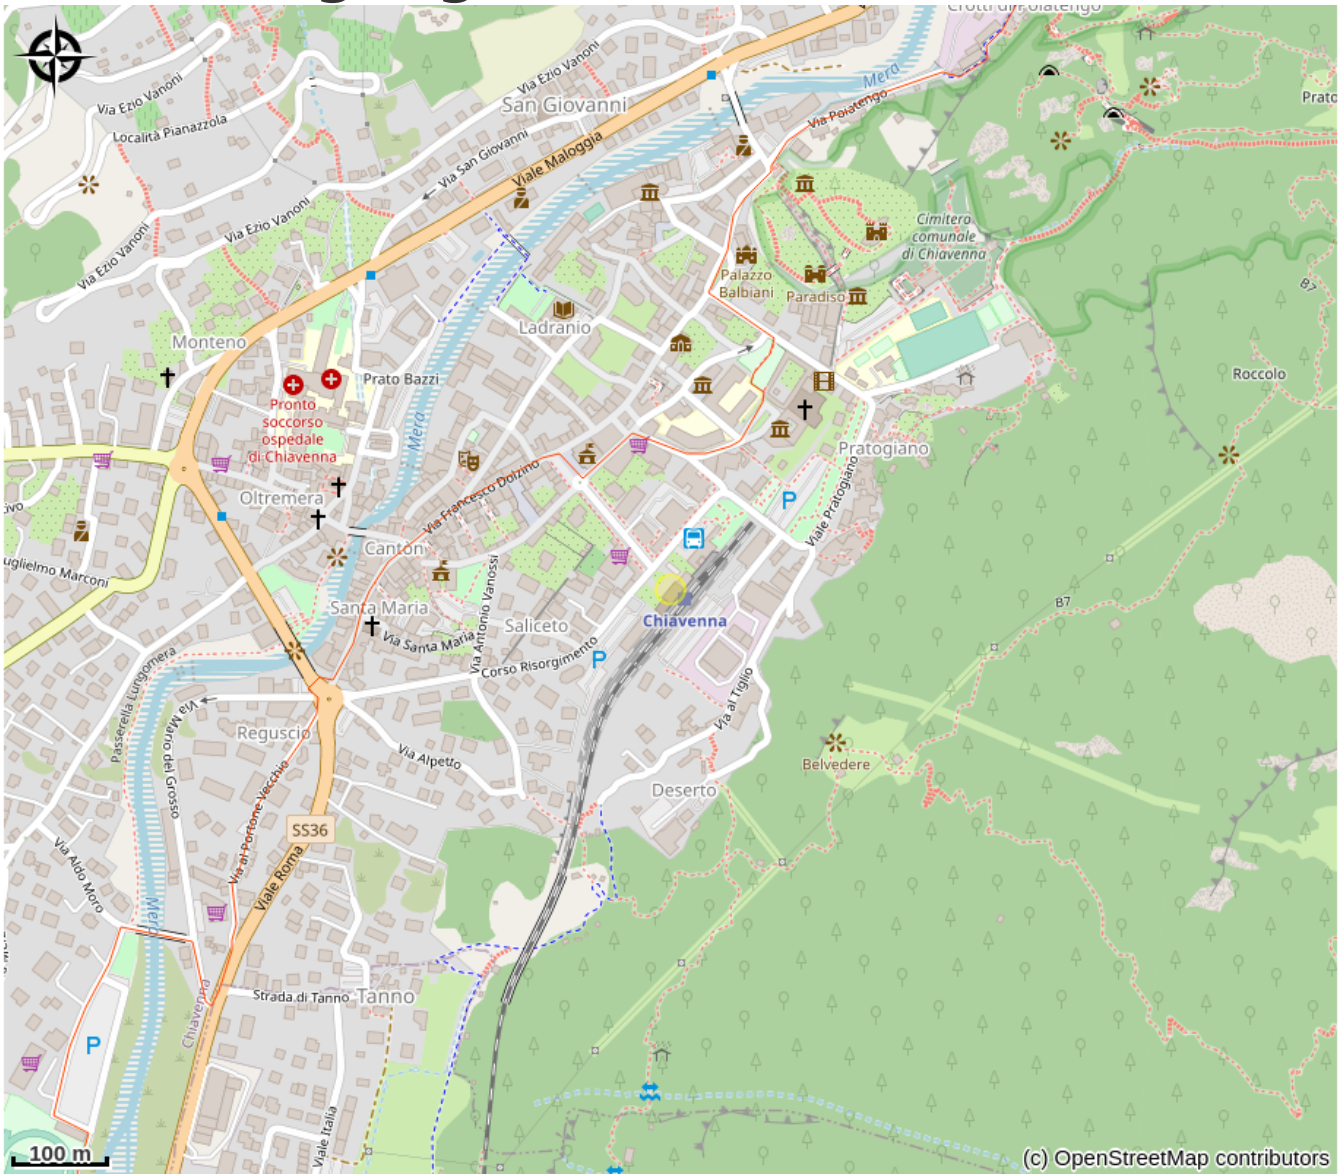 Crotti di Poiatengo
Via Ezio Vanoni
Mera
Via Ezio Vanoni
San Giovanni
Via Poiatengo
Prato
Località Pianazzola
Via San Giovanni
Viale Maloggia
Via Ezio Vanoni
Cimitero
comunale
di Chiavenna
Via Ezio Vanoni
Palazzo
Balbiani
Paradiso
B7
Ladranio
Monteno
Prato Bazzi
Roccolo
Pronto
soccorso
ospedale
di Chiavenna
Mera
Pratogiano
Via Francesco Dolzino
Oltremera
P
Viale Pratogiano
Canton
uglielmo Marconi
Via Antonio Vanossi
B7
Santa Maria
Saliceto
Chiavenna
Via Santa Maria
Corso Risorgimento
P
Passerella Lungomera
Via al Tiglio
Via Mario del Grosso
Reguscio
Via Alpetto
Belvedere
Deserto
Via al Portone Vecchio
SS36
Via Aldo Moro
Viale Roma
Mera
Strada di Tanno
Tanno
Chiavenna
P
Viale Italia
100 m
(c) OpenStreetMap contributors